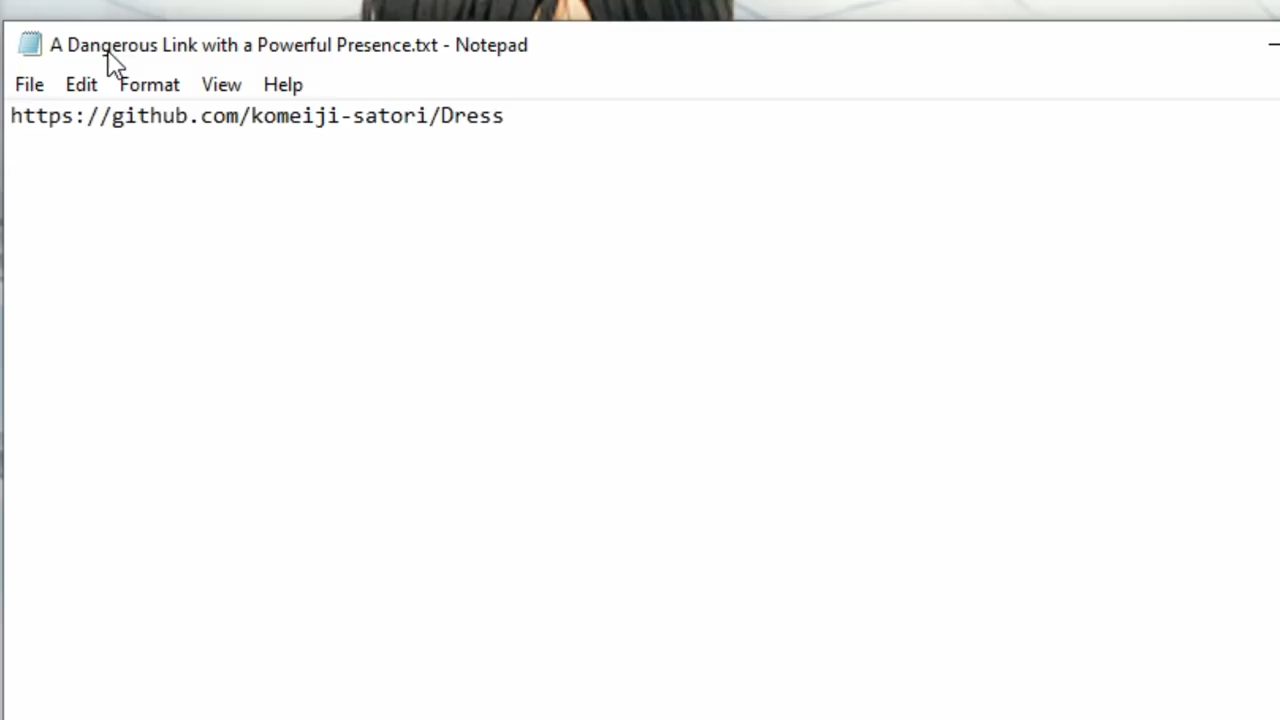 A Dangerous Link with a Powerful Presence.txt - Notepad
File Edit Format View Help
https://github.com/komeiji-satori/Dress